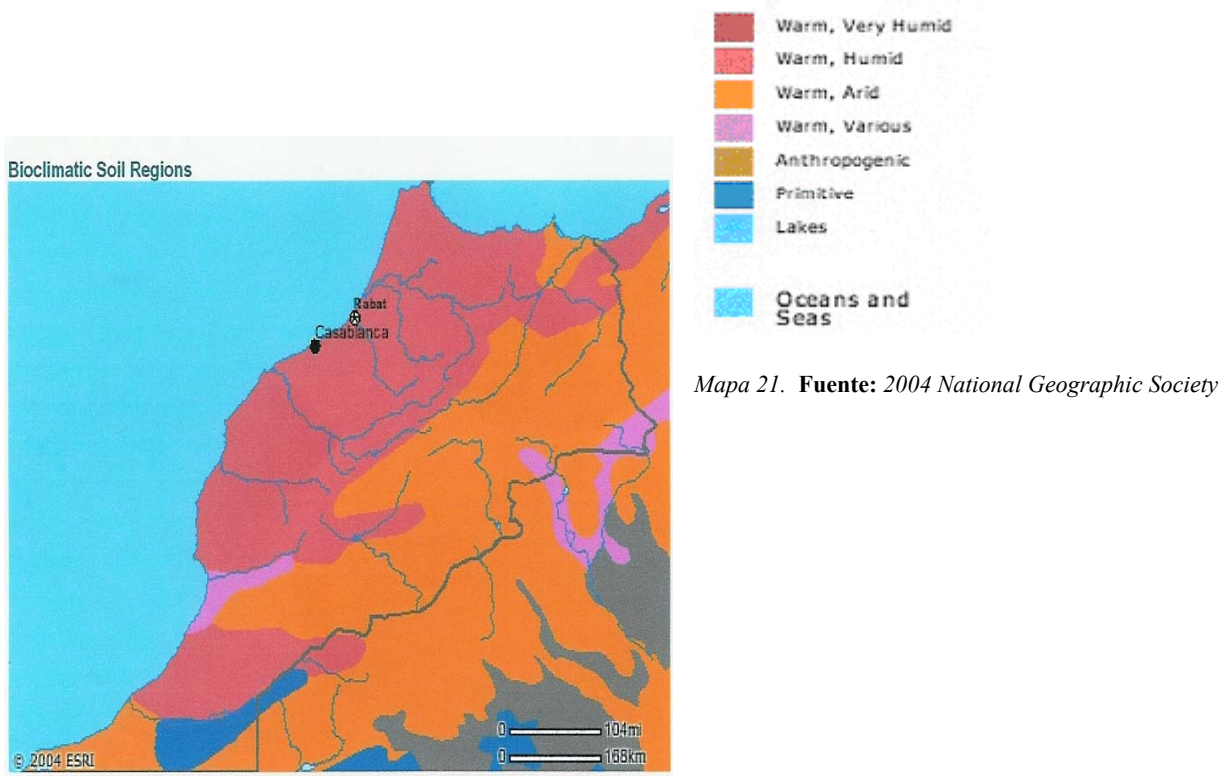 Warm, Very Humid
Warm, Humid
Warm, Arid
Warm, Various
Anthropogenic
Primitive
Lakes
Oceans and
Seas
Mapa 21. Fuente: 2004 National Geographic Society
Bioclimatic Soil Regions
Rabat
Casablanca
0 104mi
0 168km
© 2004 ESRI